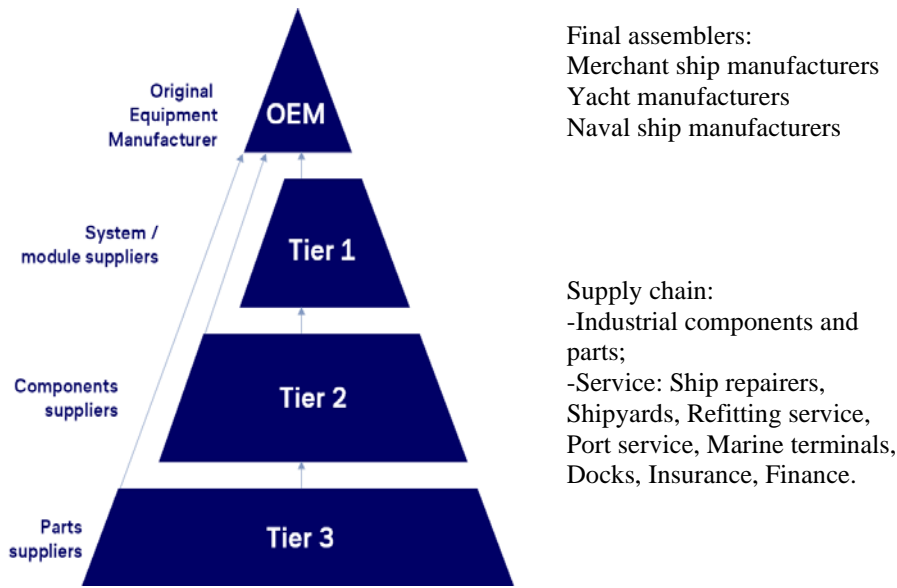 Original
Equipment
Manufacturer
OEM
Final assemblers:
Merchant ship manufacturers
Yacht manufacturers
Naval ship manufacturers
System /
module suppliers
Tier 1
Supply chain:
-Industrial components and
parts;
-Service: Ship repairers,
Shipyards, Refitting service,
Port service, Marine terminals,
Docks, Insurance, Finance.
Components
suppliers
Tier 2
Parts
suppliers
Tier 3